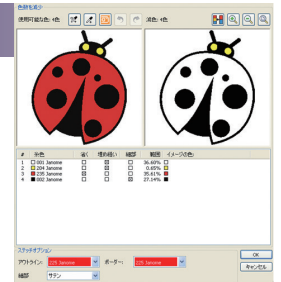 色数を減少
使用可能な色: 4色 消色: 4色
# 糸色 省く 埋め縫い 細部 範囲 イメージの色:
1 001 Janome 36.60%
2 204 Janome 0.65%
3 225 Janome 35.61%
4 002 Janome 27.14%
ステッチオプション
アウトライン: 225 Janome ボーダー: 225 Janome OK
細部 サテン キャンセル